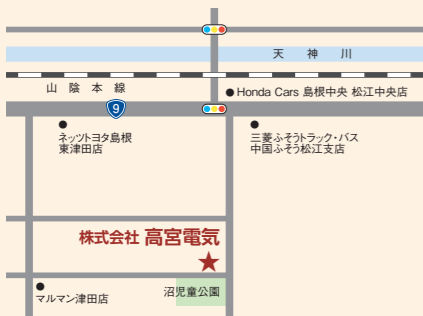 天神川
山陰本線
Honda Cars 島根中央 松江中央店
9
ネッツトヨタ島根
東津田店
三菱ふそうトラック・バス
中国ふそう松江支店
株式会社 高宮電気
マルマン津田店
沼児童公園